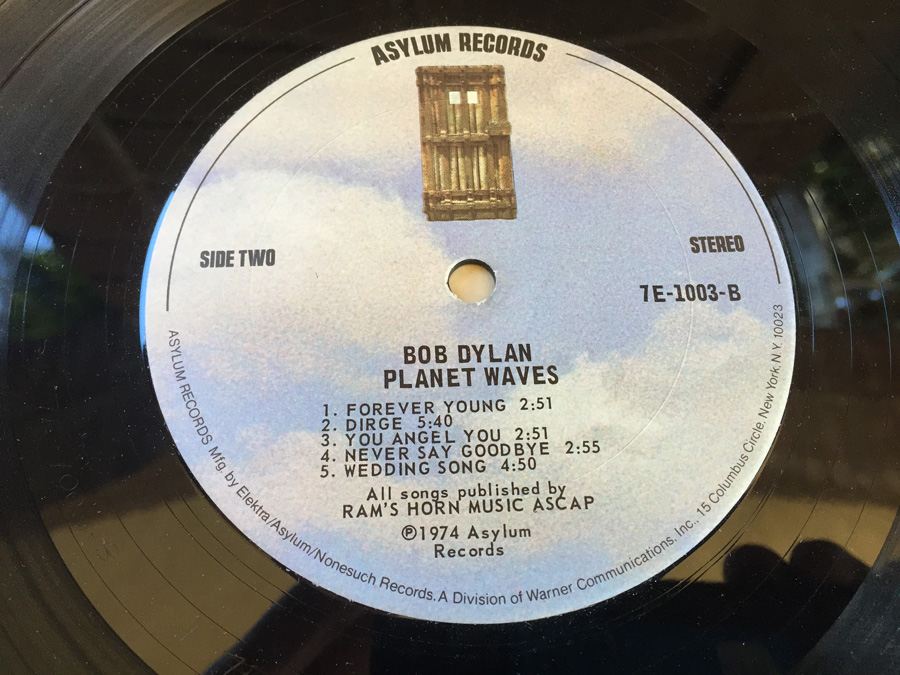 ASYLUM RECORDS
SIDE TWO
STEREO
7E-1003-B
BOB DYLAN
PLANET WAVES
1. FOREVER YOUNG 2:51
2. DIRGE 5:40
3. YOU ANGEL YOU 2:51
4. NEVER SAY GOODBYE 2:55
5. WEDDING SONG 4:50
All songs published by
RAM'S HORN MUSIC ASCAP
℗1974 Asylum
Records
ASYLUM RECORDS Mfg. by Elektra/Asylum/Nonesuch Records. A Division of Warner Communications, Inc., 15 Columbus Circle, New York, N.Y. 10023